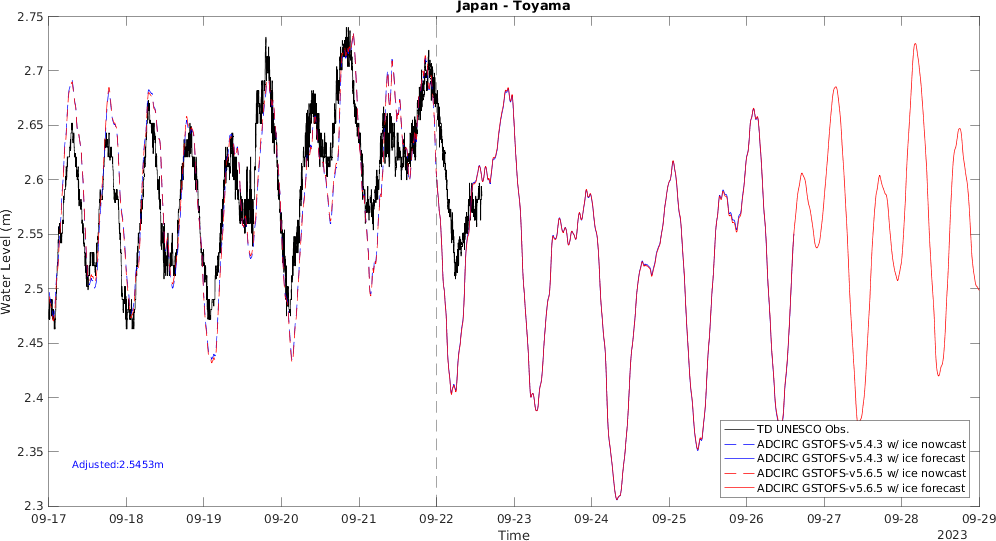 Japan - Toyama
Water Level (m)
2.75
2.7
2.65
2.6
2.55
2.5
2.45
2.4
2.35
2.3
Adjusted:2.5453m
TD UNESCO Obs.
ADCIRC GSTOFS-v5.4.3 w/ ice nowcast
ADCIRC GSTOFS-v5.4.3 w/ ice forecast
ADCIRC GSTOFS-v5.6.5 w/ ice nowcast
ADCIRC GSTOFS-v5.6.5 w/ ice forecast
09-17 09-18 09-19 09-20 09-21 09-22 09-23 09-24 09-25 09-26 09-27 09-28 09-29
Time
2023